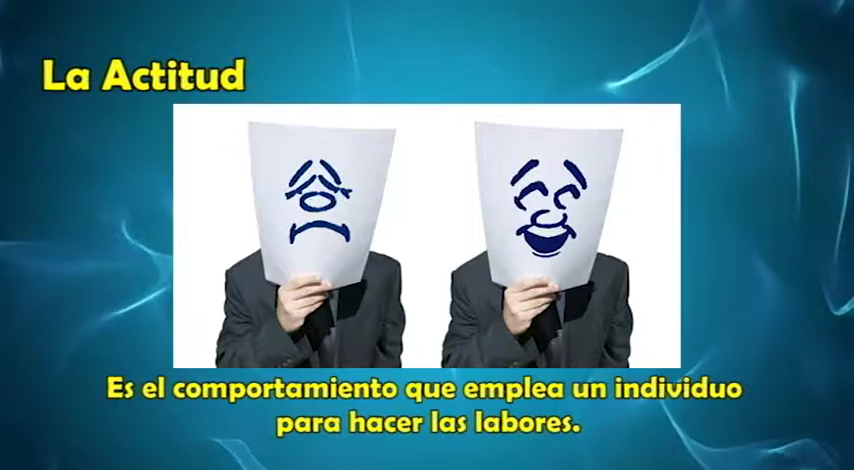 La Actitud
Es el comportamiento que emplea un individuo
para hacer las labores.